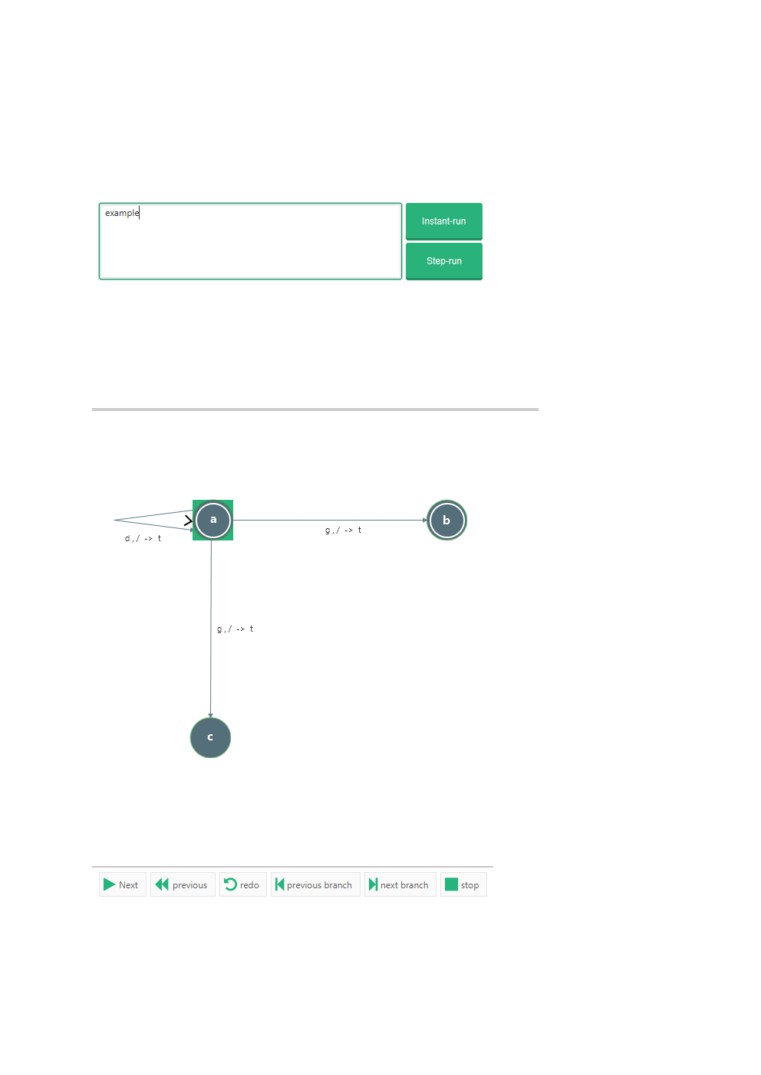 example
Instant-run
Step-run
a
b
d,/ -> t
g,/ -> t
g,/ -> t
c
Next
previous
redo
previous branch
next branch
stop